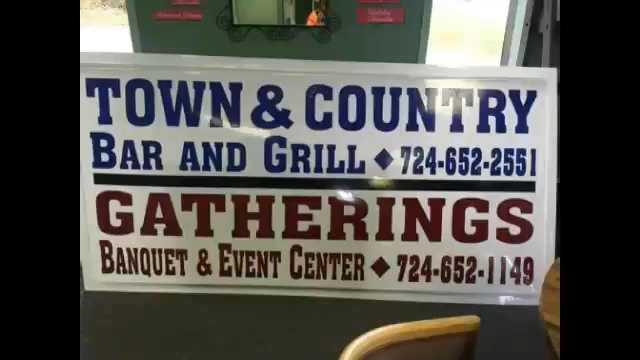 TOWN & COUNTRY
BAR AND GRILL ◆ 724-652-2551
GATHERINGS
BANQUET & EVENT CENTER ◆ 724-652-1149